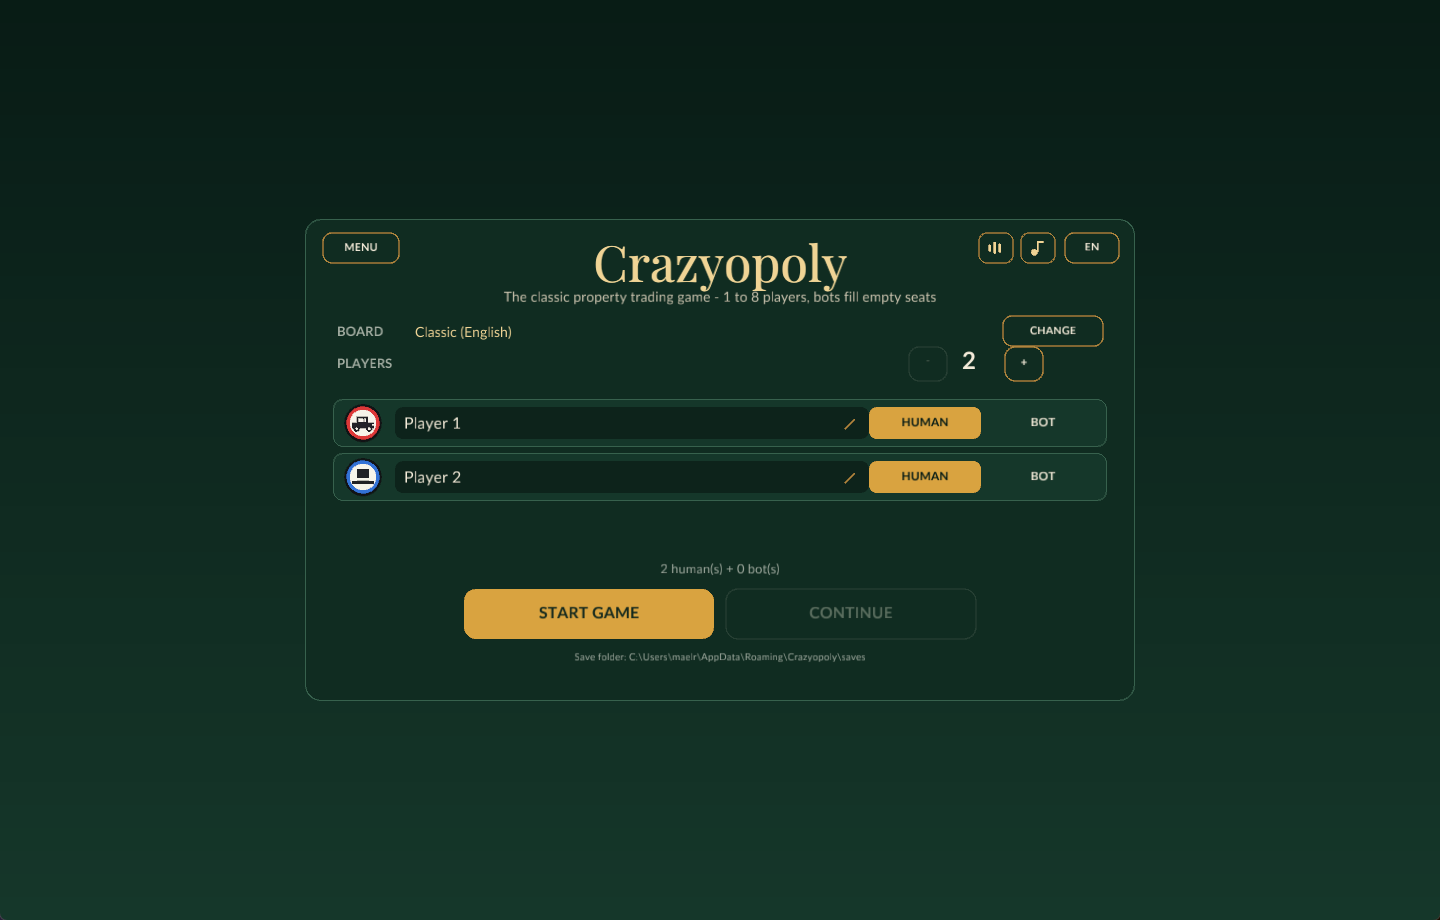 MENU
Crazyopoly
EN
The classic property trading game - 1 to 8 players, bots fill empty seats
BOARD Classic (English) CHANGE
PLAYERS - 2 +
Player 1 HUMAN BOT
Player 2 HUMAN BOT
2 human(s) + 0 bot(s)
START GAME CONTINUE
Save folder: C:\Users\maelr\AppData\Roaming\Crazyopoly\saves